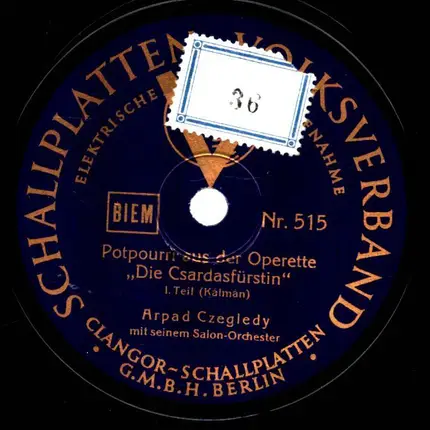 SCHALLPLATTEN VOLKSVERBAND
ELEKTRISCHE
36
BIEM
Nr. 515
Potpourri aus der Operette
„Die Csardasfürstin“
I. Teil (Kálmán)
Arpad Czegledy
mit seinem Salon-Orchester
CLANGOR-SCHALLPLATTEN
G.M.B.H. BERLIN